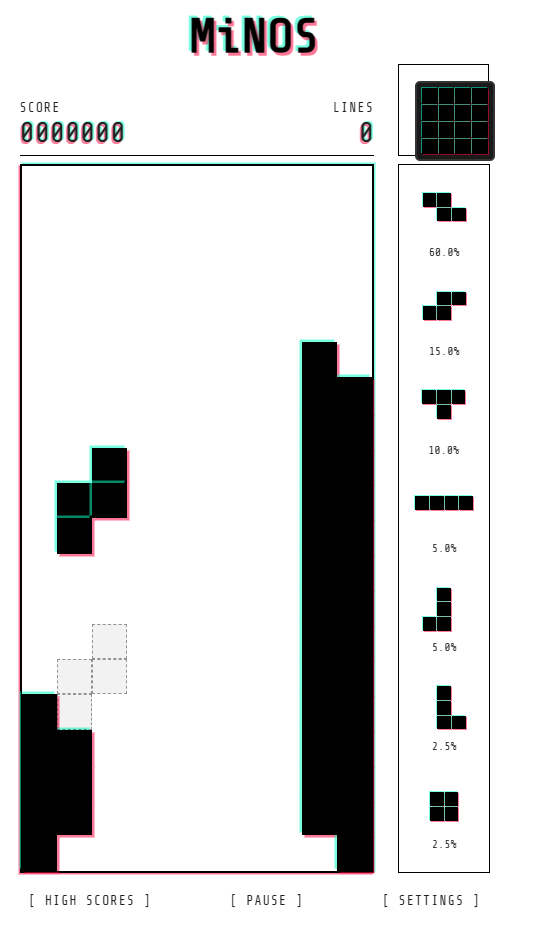 MiNOS
SCORE
0000000
LINES
0
60.0%
15.0%
10.0%
5.0%
5.0%
2.5%
2.5%
[ HIGH SCORES ]
[ PAUSE ]
[ SETTINGS ]